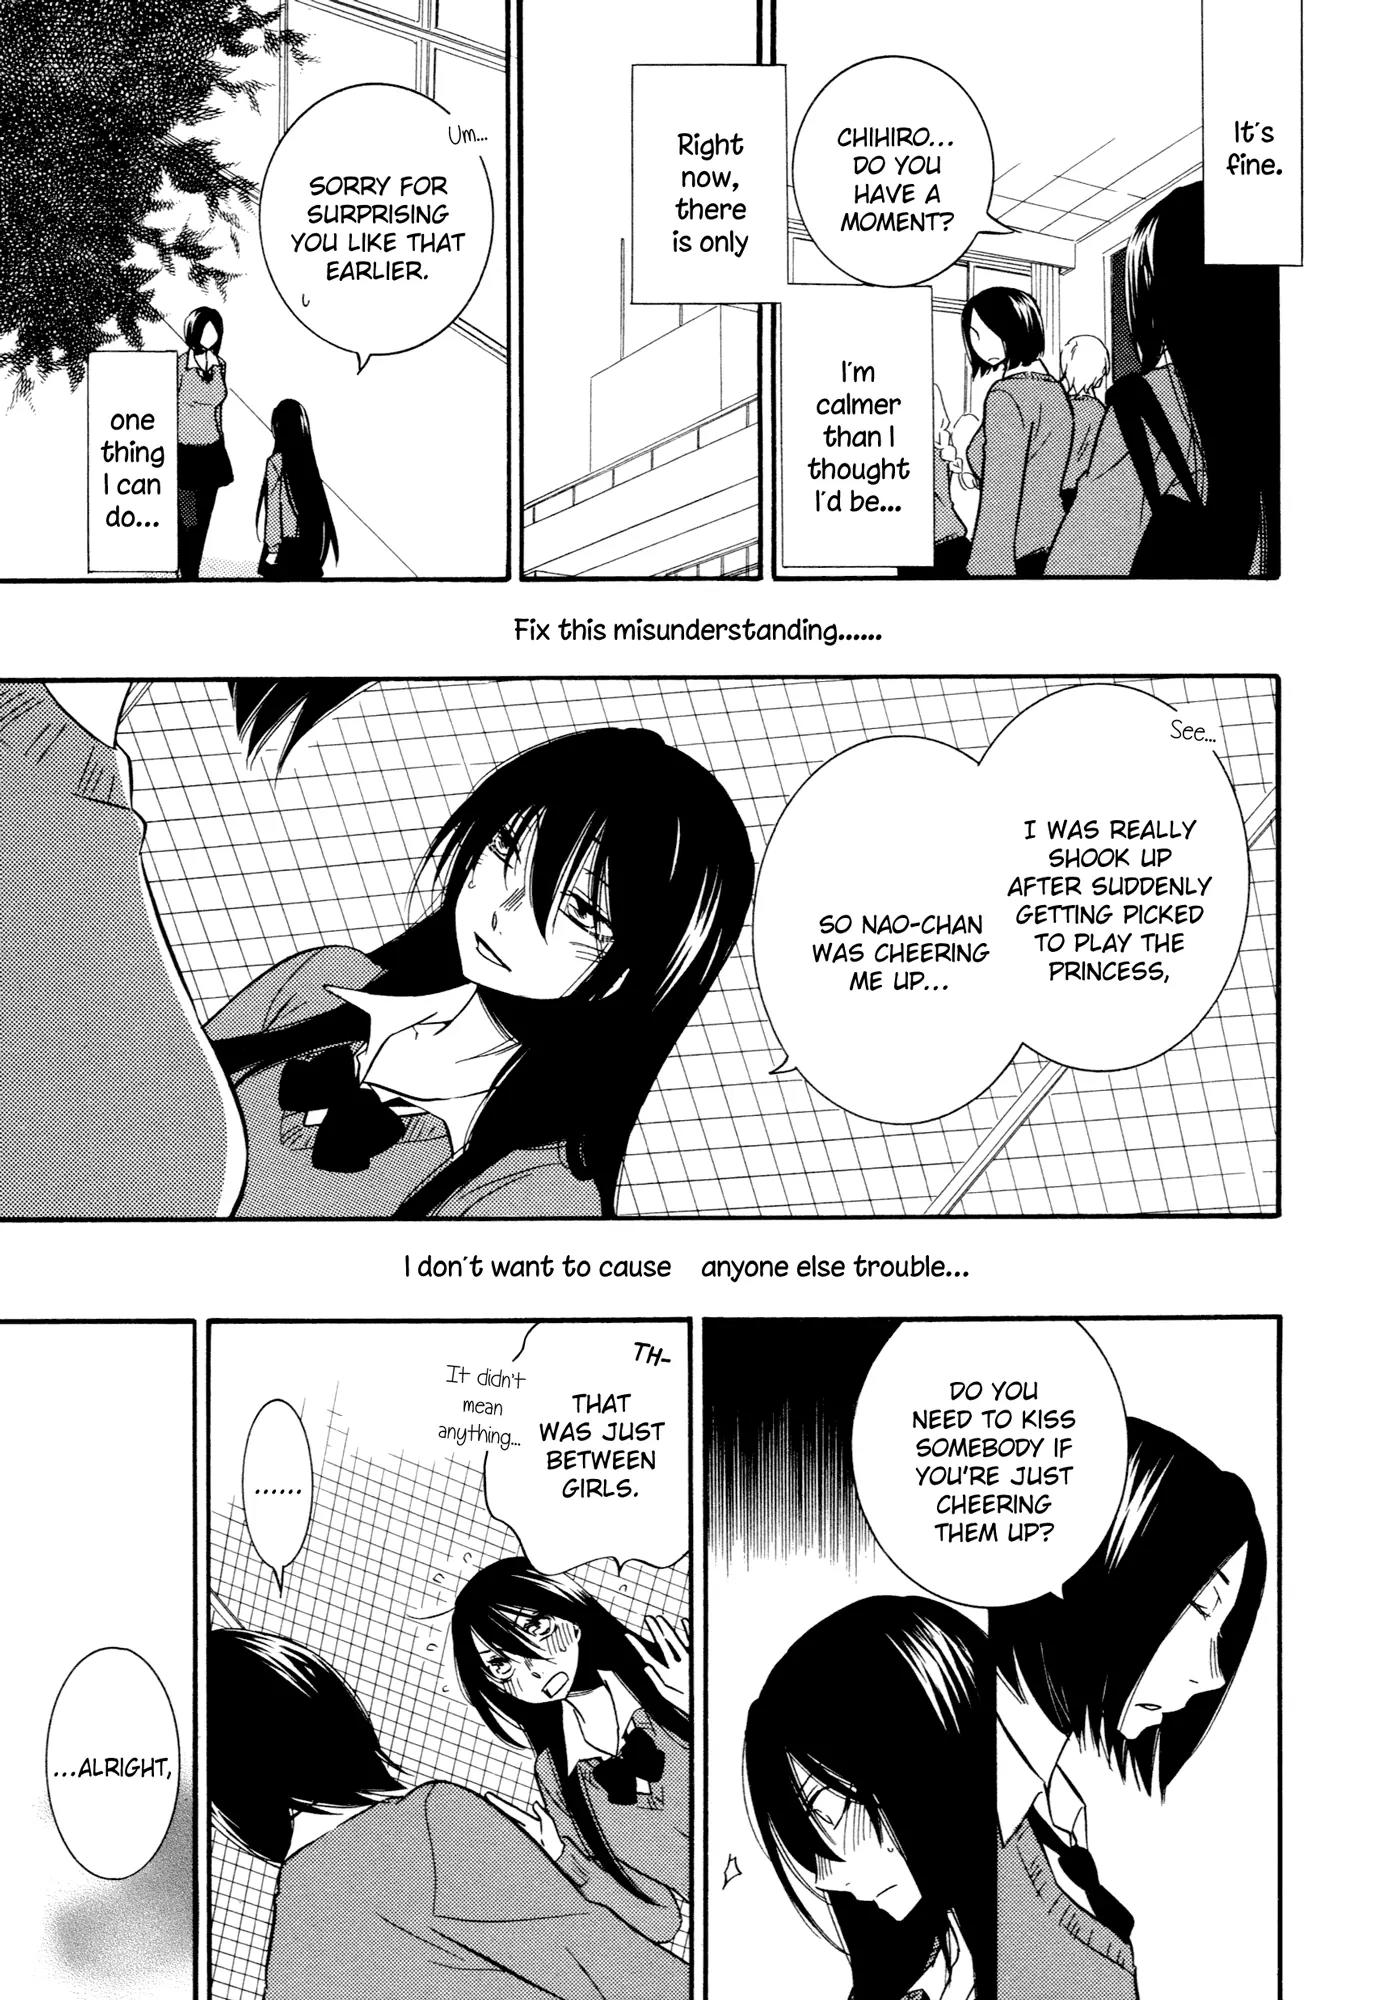 It's
fine.
CHIHIRO...
DO YOU
HAVE A
MOMENT?
I'm
calmer
than I
thought
I'd be...
Right
now,
there
is only
Um...
SORRY FOR
SURPRISING
YOU LIKE THAT
EARLIER.
one
thing
I can
do...
Fix this misunderstanding......
See...
I WAS REALLY
SHOOK UP
AFTER SUDDENLY
GETTING PICKED
TO PLAY THE
PRINCESS,
SO NAO-CHAN
WAS CHEERING
ME UP...
I don't want to cause anyone else trouble...
DO YOU
NEED TO KISS
SOMEBODY IF
YOU'RE JUST
CHEERING
THEM UP?
TH-
THAT
WAS JUST
BETWEEN
GIRLS.
It didn't
mean
anything...
......
...ALRIGHT,